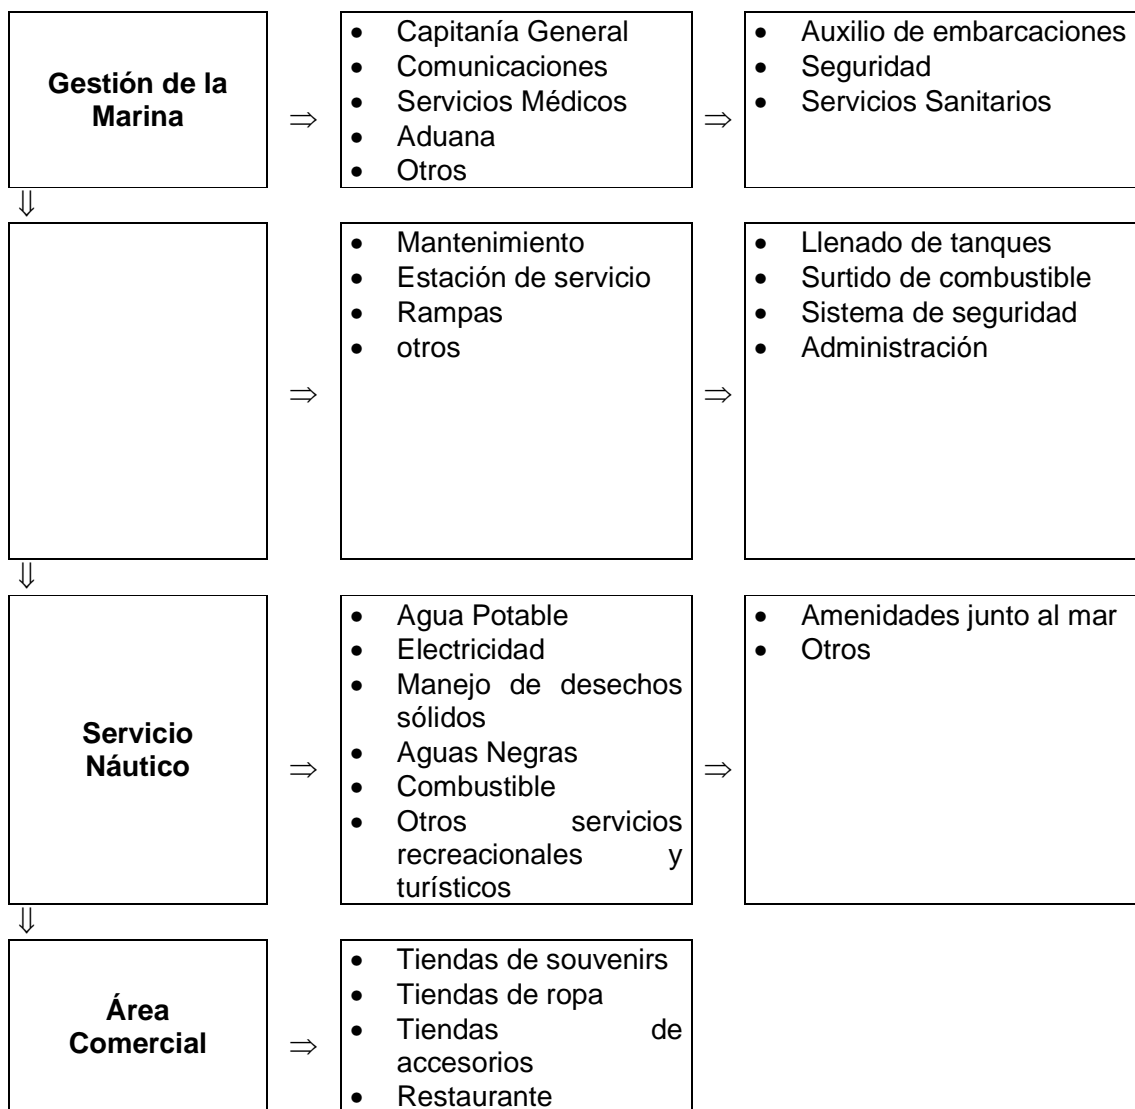 Gestión de la
Marina
⇒
• Capitanía General
• Comunicaciones
• Servicios Médicos
• Aduana
• Otros
⇒
• Auxilio de embarcaciones
• Seguridad
• Servicios Sanitarios
⇓
⇒
• Mantenimiento
• Estación de servicio
• Rampas
• otros
⇒
• Llenado de tanques
• Surtido de combustible
• Sistema de seguridad
• Administración
⇓
Servicio
Náutico
⇒
• Agua Potable
• Electricidad
• Manejo de desechos
sólidos
• Aguas Negras
• Combustible
• Otros servicios
recreacionales y
turísticos
⇒
• Amenidades junto al mar
• Otros
⇓
Área
Comercial
⇒
• Tiendas de souvenirs
• Tiendas de ropa
• Tiendas de
accesorios
• Restaurante